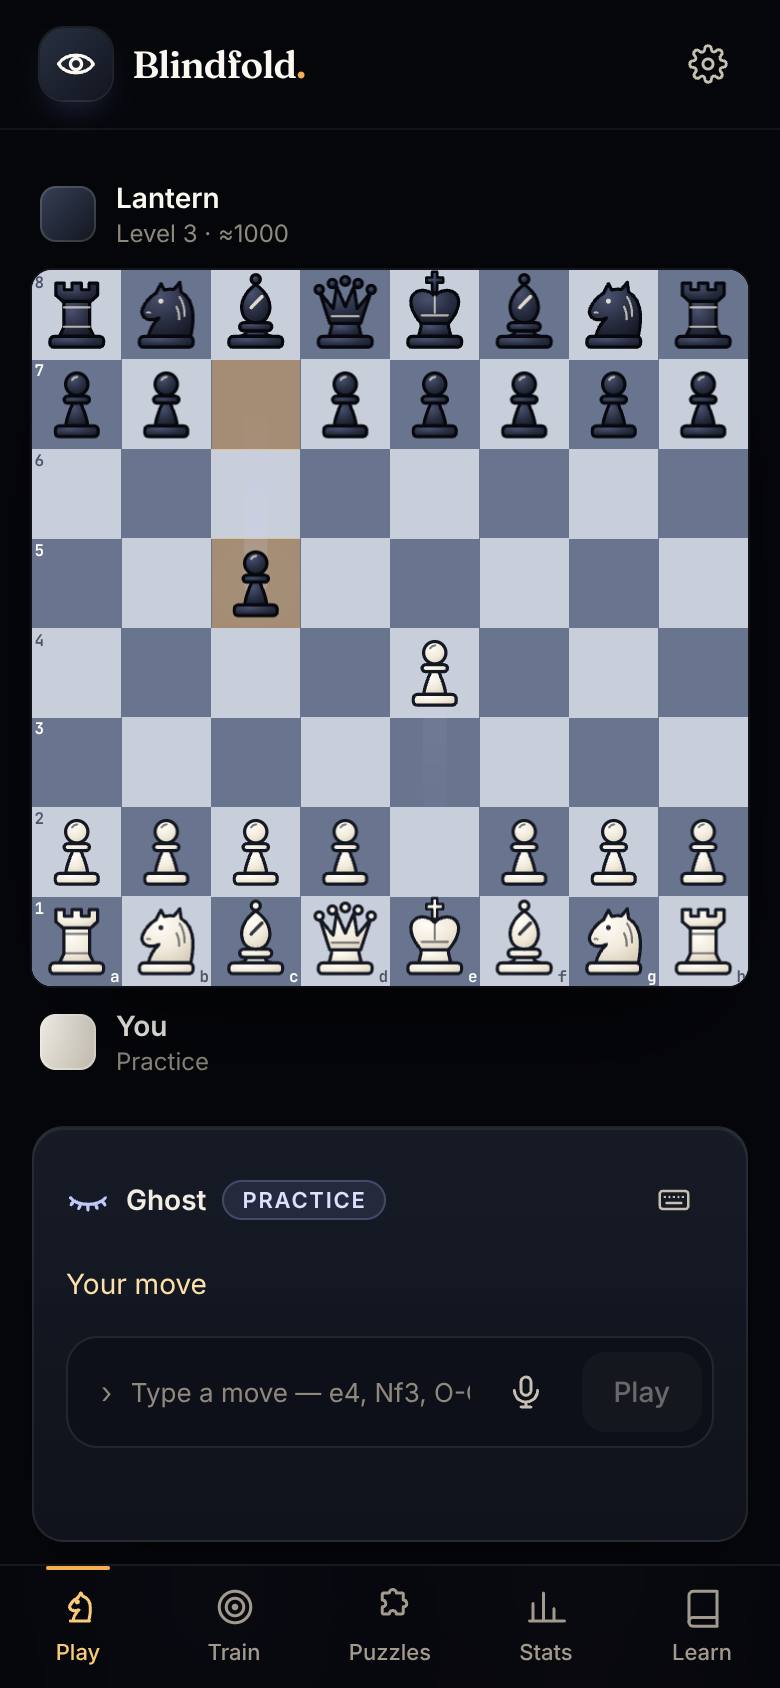 Blindfold.
Lantern
Level 3 · ≈1000
8
7
6
5
4
3
2
1
a b c d e f g h
You
Practice
Ghost PRACTICE
Your move
› Type a move — e4, Nf3, O-
Play
Play Train Puzzles Stats Learn